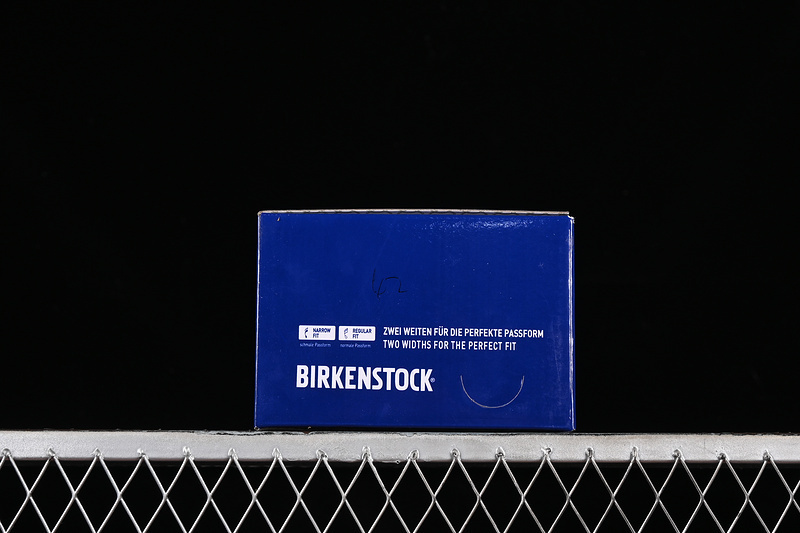 NARROW FIT
schmale Passform
REGULAR FIT
normale Passform
ZWEI WEITEN FÜR DIE PERFEKTE PASSFORM
TWO WIDTHS FOR THE PERFECT FIT
BIRKENSTOCK®